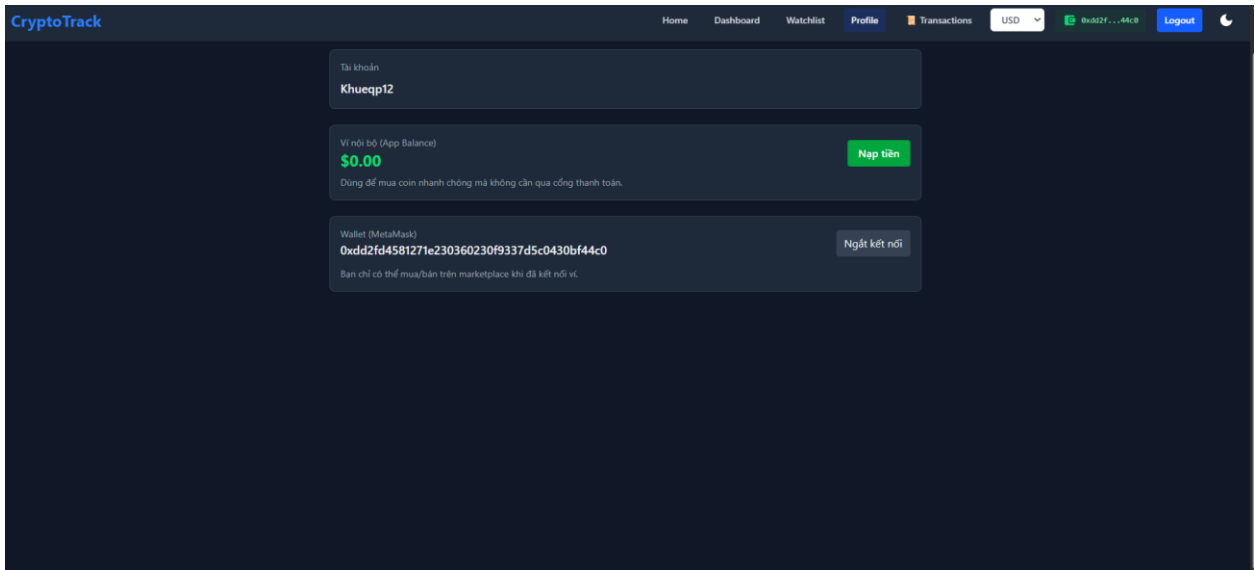 CryptoTrack
Home Dashboard Watchlist Profile Transactions USD 0xdd2f...44c0 Logout
Tài khoản
Khueqp12
Ví nội bộ (App Balance)
$0.00
Nạp tiền
Dùng để mua coin nhanh chóng mà không cần qua cổng thanh toán.
Wallet (MetaMask)
0xdd2fd4581271e230360230f9337d5c0430bf44c0
Ngắt kết nối
Bạn chỉ có thể mua/bán trên marketplace khi đã kết nối ví.